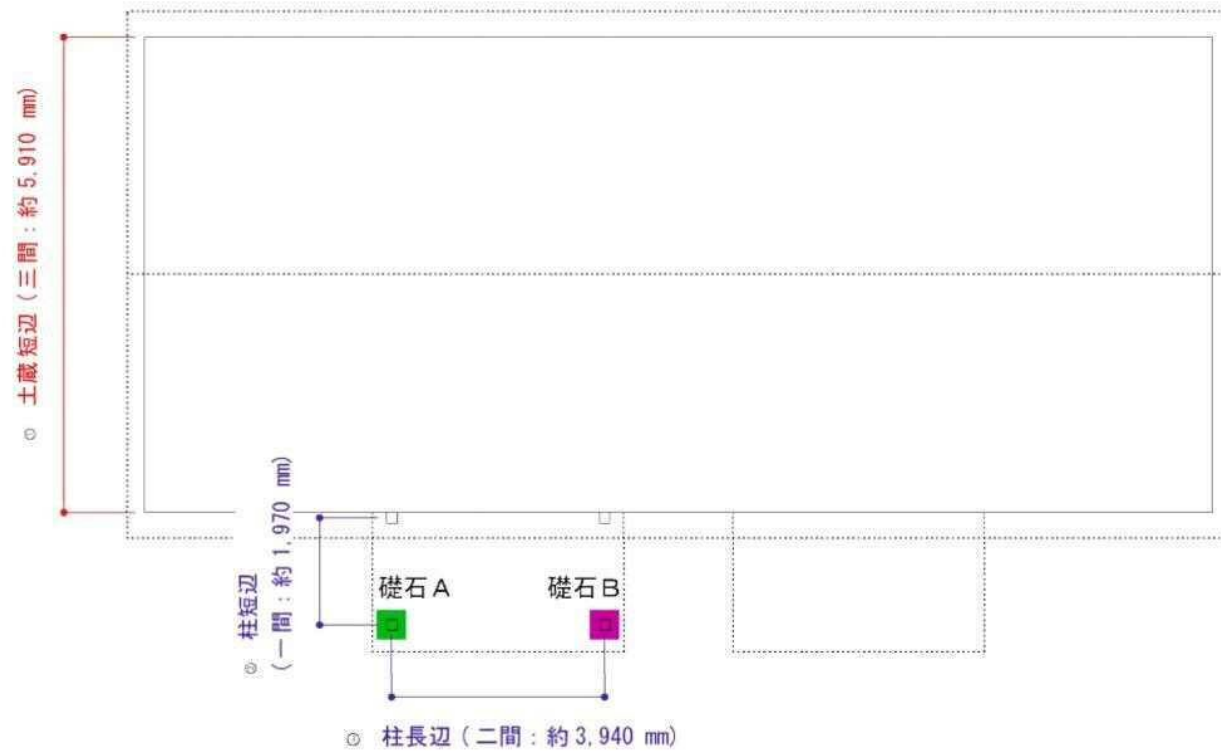 土蔵短辺（三間：約 5,910 mm）
柱短辺
（一間：約 1,970 mm）
礎石A
礎石B
柱長辺（二間：約 3,940 mm）